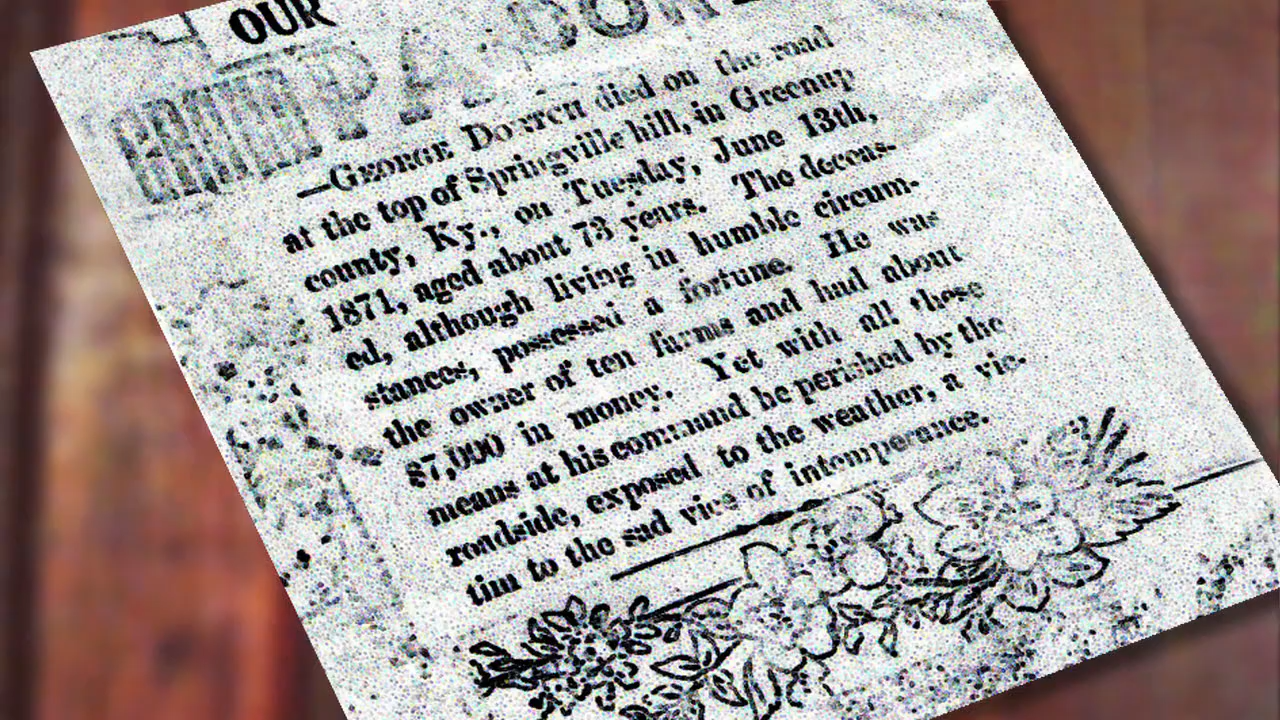 OUR
—GEORGE died on the road
at the top of Springville hill, in Greenup
county, Ky., on Tuesday, June 13th,
1871, aged about 73 years. The deceas-
ed, although living in humble circum-
stances, possessed a fortune. He was
the owner of ten farms and had about
$7,000 in money. Yet with all these
means at his command he perished by the
roadside, exposed to the weather, a vic-
tim to the sad vice of intemperance.